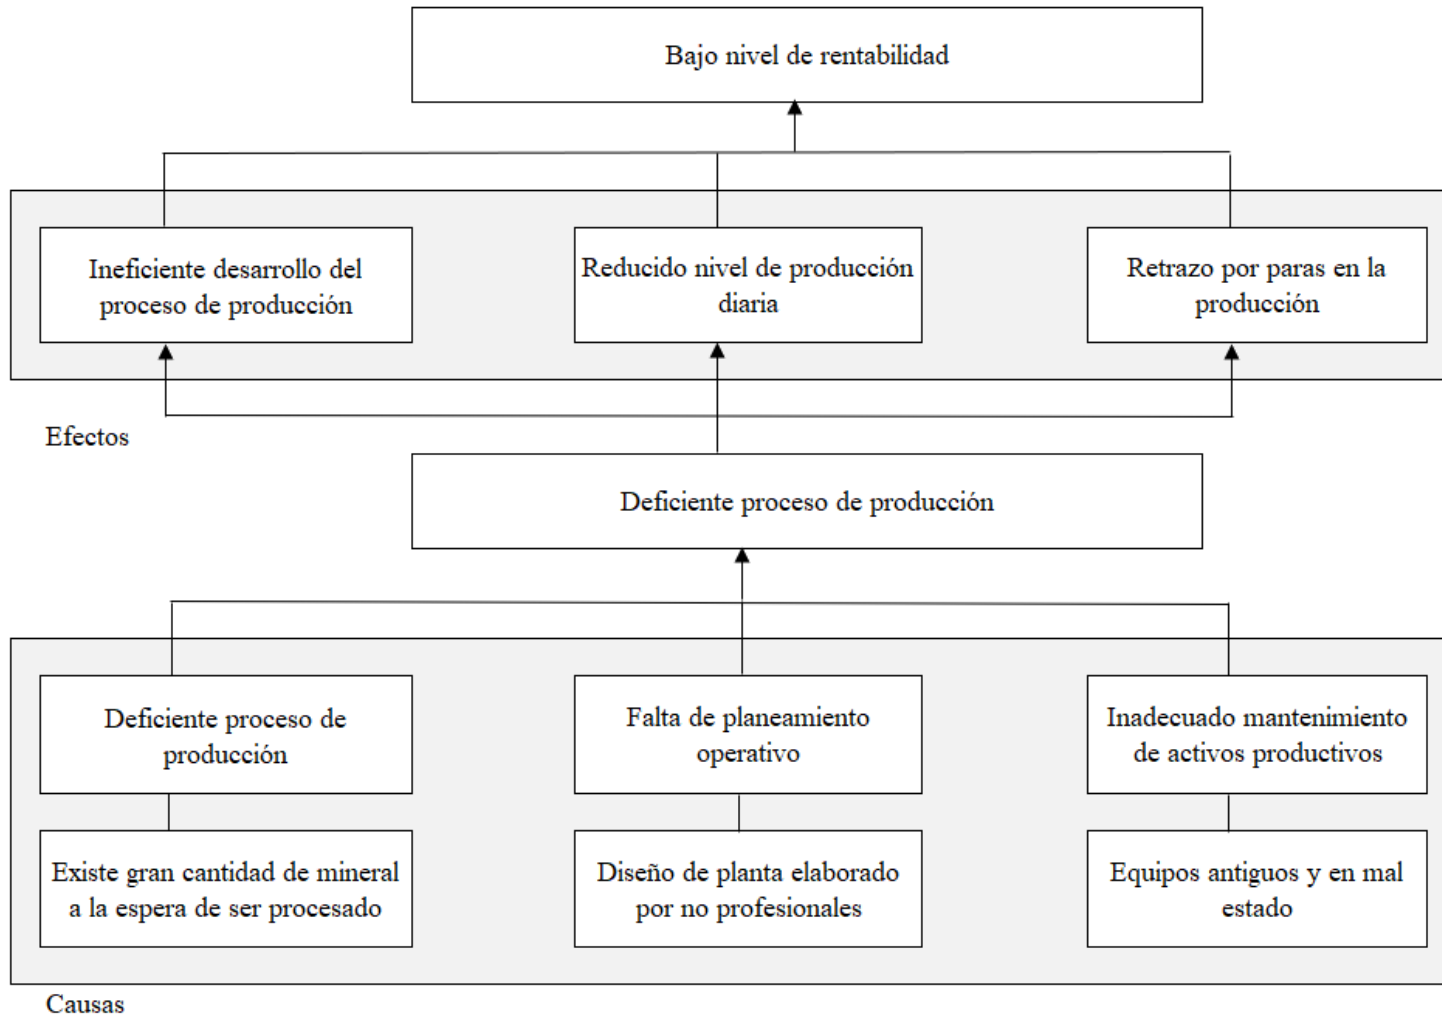 Bajo nivel de rentabilidad
Ineficiente desarrollo del
proceso de producción
Reducido nivel de producción
diaria
Retrazo por paras en la
producción
Efectos
Deficiente proceso de producción
Deficiente proceso de
producción
Falta de planeamiento
operativo
Inadecuado mantenimiento
de activos productivos
Existe gran cantidad de mineral
a la espera de ser procesado
Diseño de planta elaborado
por no profesionales
Equipos antiguos y en mal
estado
Causas